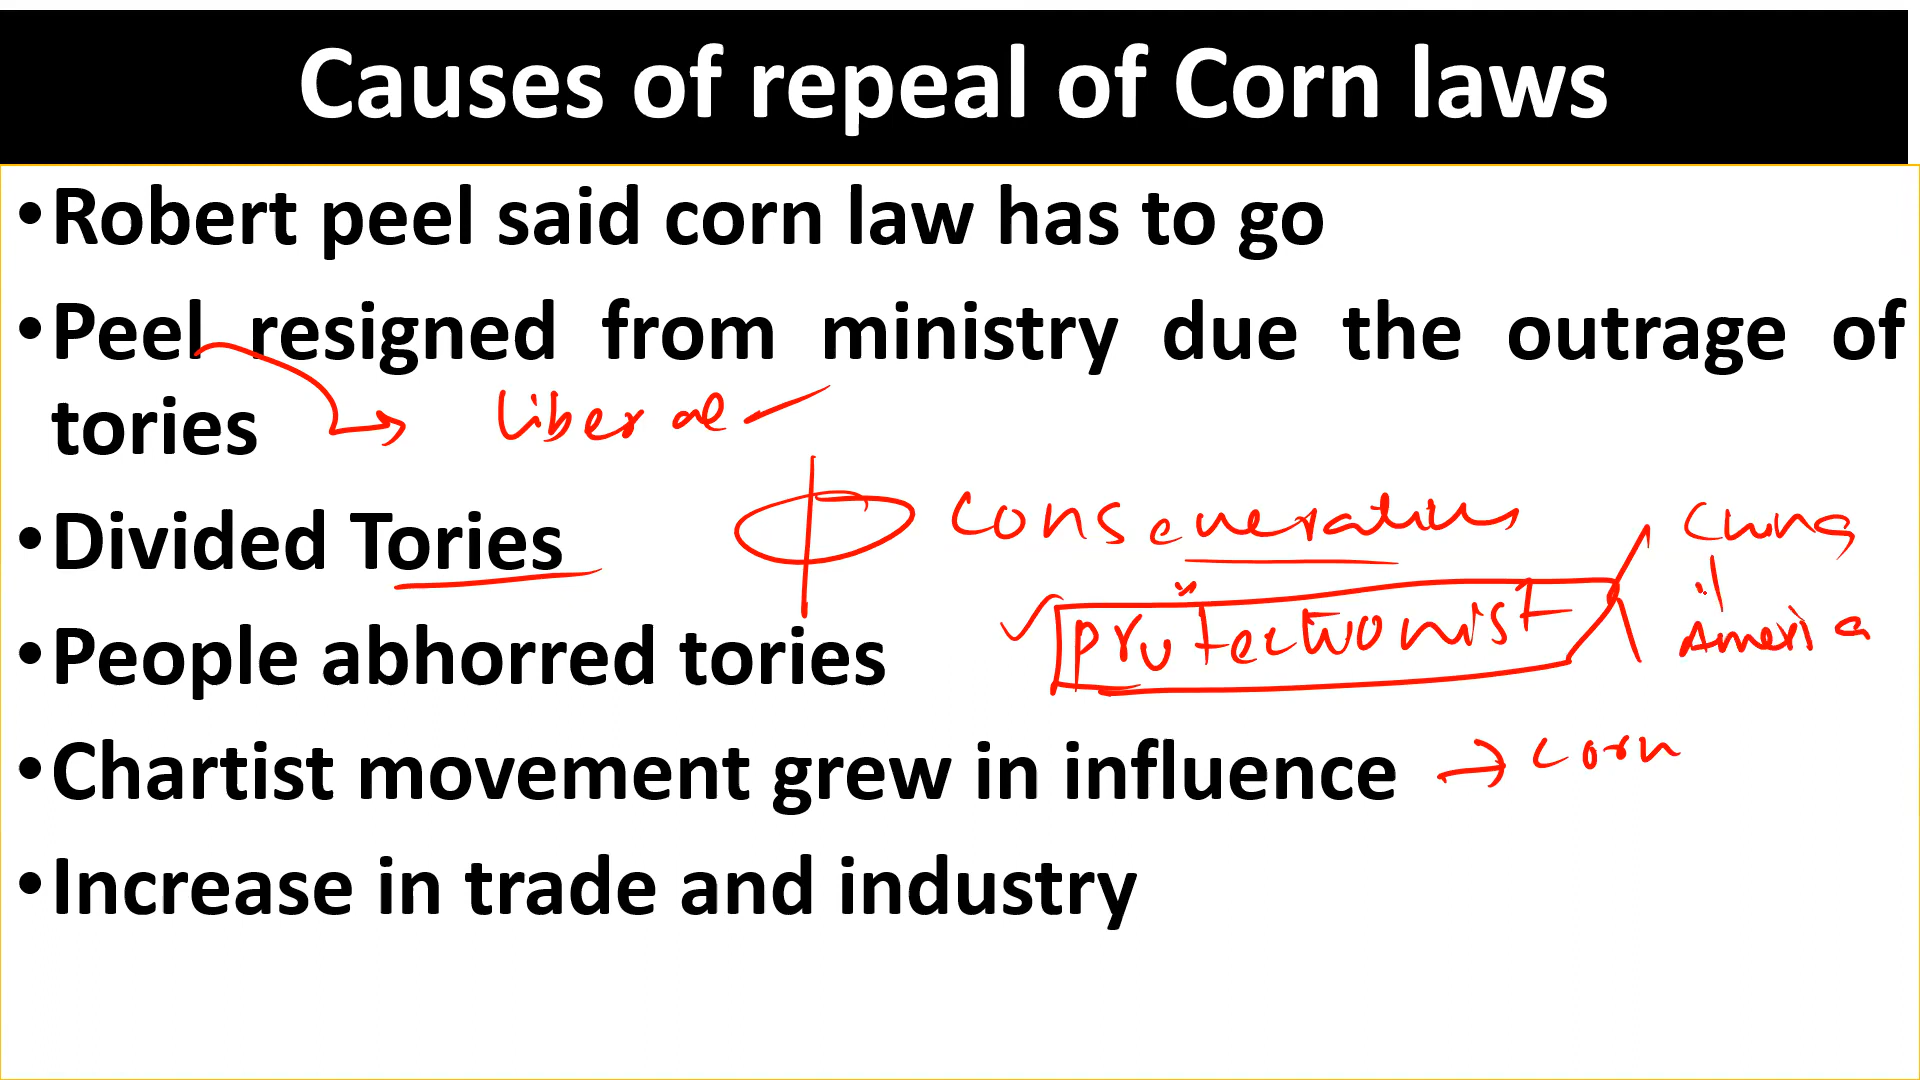 Causes of repeal of Corn laws
•Robert peel said corn law has to go
•Peel resigned from ministry due the outrage of
tories
liberal
•Divided Tories
China
protectionist
America
•People abhorred tories
•Chartist movement grew in influence → corn
•Increase in trade and industry